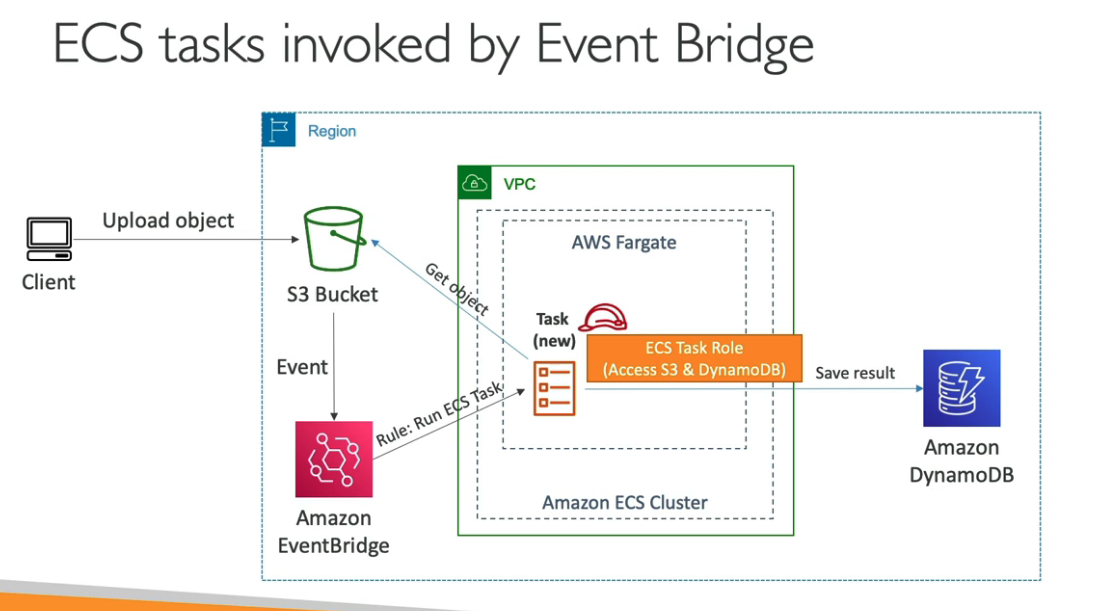 ECS tasks invoked by Event Bridge
Region
VPC
Upload object
AWS Fargate
Client
S3 Bucket
Get object
Task
(new)
ECS Task Role
(Access S3 & DynamoDB)
Save result
Event
Rule: Run ECS Task
Amazon
DynamoDB
Amazon ECS Cluster
Amazon
EventBridge